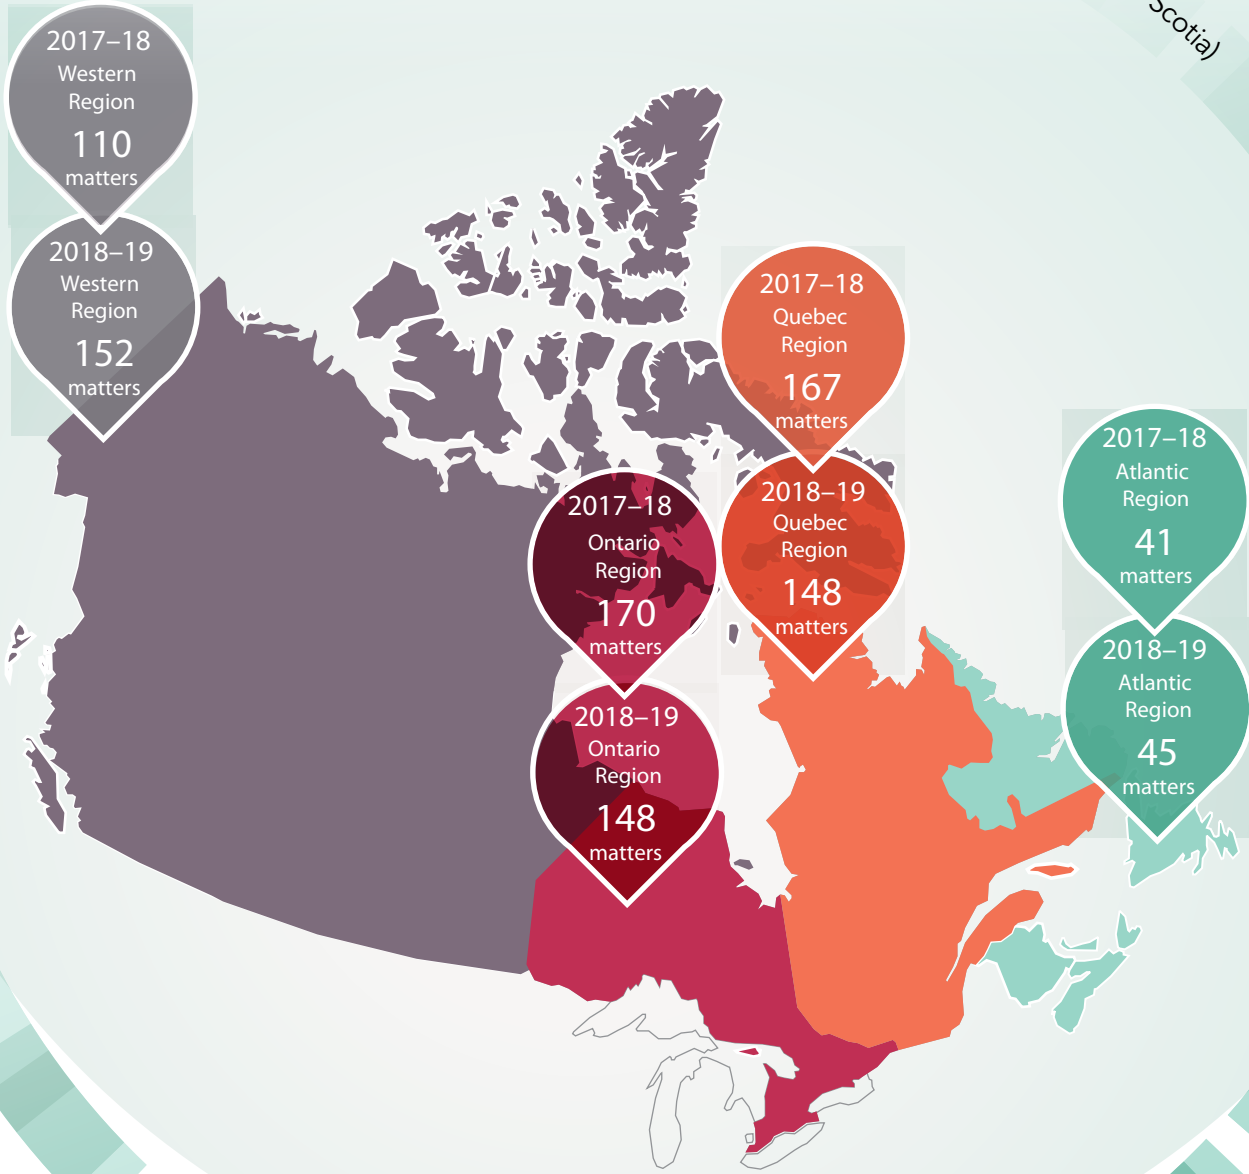 Scotia)
2017–18
Western
Region
110
matters
2018–19
Western
Region
152
matters
2017–18
Quebec
Region
167
matters
2018–19
Quebec
Region
148
matters
2017–18
Ontario
Region
170
matters
2018–19
Ontario
Region
148
matters
2017–18
Atlantic
Region
41
matters
2018–19
Atlantic
Region
45
matters